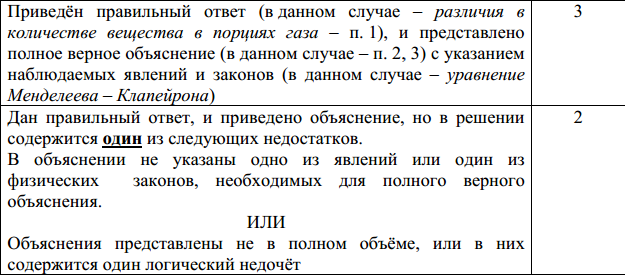 Приведён правильный ответ (в данном случае – различия в
количестве вещества в порциях газа – п. 1), и представлено
полное верное объяснение (в данном случае – п. 2, 3) с указанием
наблюдаемых явлений и законов (в данном случае – уравнение
Менделеева – Клапейрона)
3
Дан правильный ответ, и приведено объяснение, но в решении
содержится один из следующих недостатков.
В объяснении не указаны одно из явлений или один из
физических законов, необходимых для полного верного
объяснения.
ИЛИ
Объяснения представлены не в полном объёме, или в них
содержится один логический недочёт
2